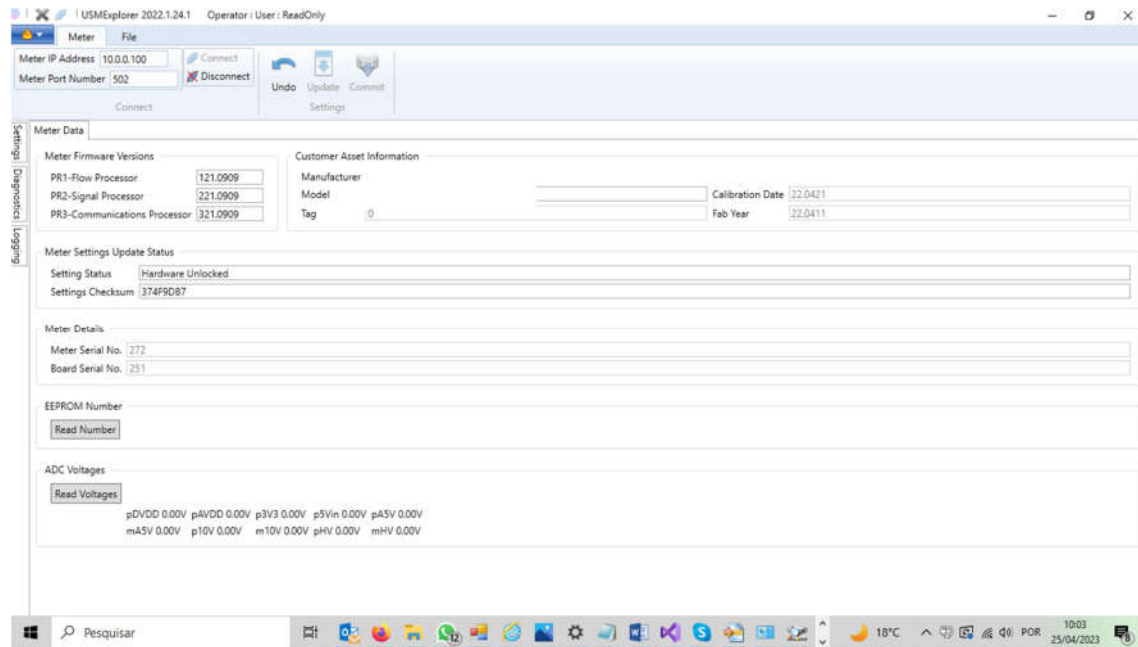 USMExplorer 2022.1.24.1 Operator : User : ReadOnly
Meter File
Meter IP Address 10.0.0.100 Connect
Meter Port Number 502 Disconnect
Undo Update Commit
Connect Settings
Settings
Diagnostics
Logging
Meter Data
Meter Firmware Versions
PR1-Flow Processor 121.0909
PR2-Signal Processor 221.0909
PR3-Communications Processor 321.0909
Customer Asset Information
Manufacturer
Model Calibration Date 22.0421
Tag 0 Fab Year 22.0411
Meter Settings Update Status
Setting Status Hardware Unlocked
Settings Checksum 374F9DB7
Meter Details
Meter Serial No. 272
Board Serial No. 251
EEPROM Number
Read Number
ADC Voltages
Read Voltages
pDVDD 0.00V pAVDD 0.00V p3V3 0.00V p5Vin 0.00V pA5V 0.00V
mA5V 0.00V p10V 0.00V m10V 0.00V pHV 0.00V mHV 0.00V
Pesquisar 12 18°C POR 10:03
25/04/2023 8